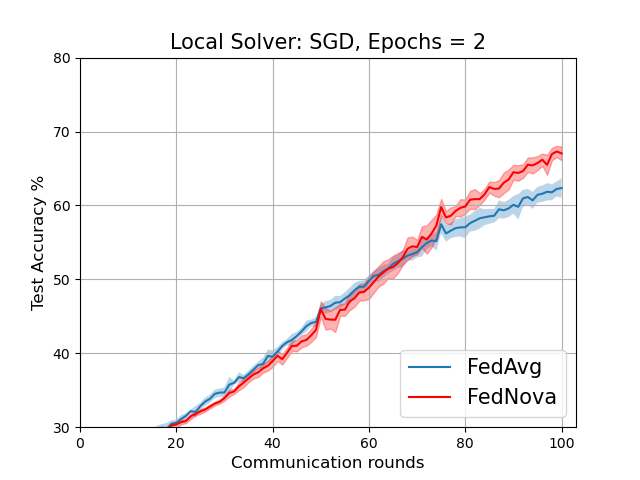 Local Solver: SGD, Epochs = 2
Test Accuracy %
80
70
60
50
40
30
0
20
40
60
80
100
Communication rounds
FedAvg
FedNova